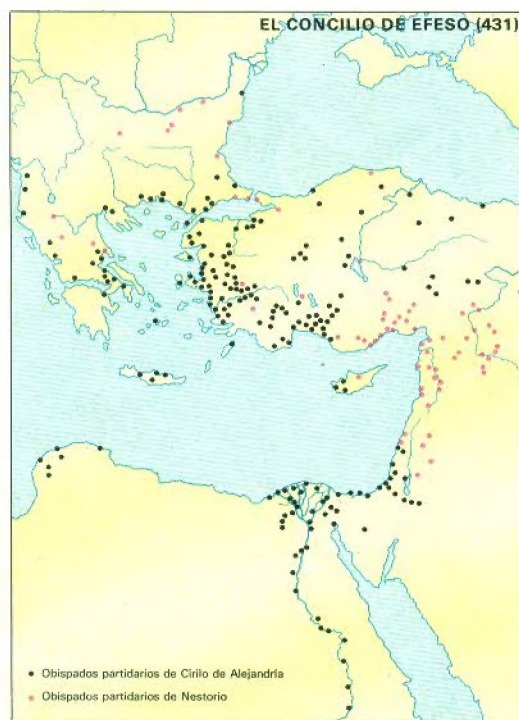 EL CONCILIO DE EFESO (431)
Obispados partidarios de Cirilo de Alejandría
Obispados partidarios de Nestorio